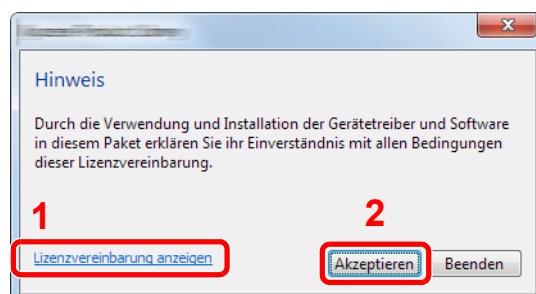 Hinweis
Durch die Verwendung und Installation der Gerätetreiber und Software
in diesem Paket erklären Sie ihr Einverständnis mit allen Bedingungen
dieser Lizenzvereinbarung.
1
2
Lizenzvereinbarung anzeigen
Akzeptieren
Beenden